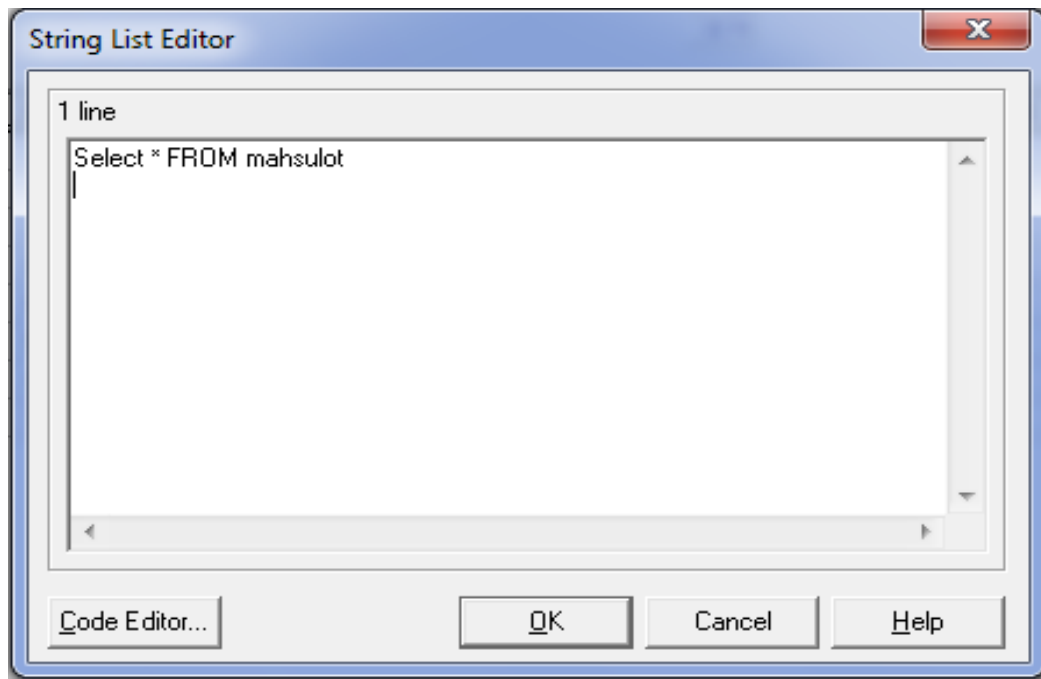 String List Editor
1 line
Select * FROM mahsulot
Code Editor...
OK
Cancel
Help